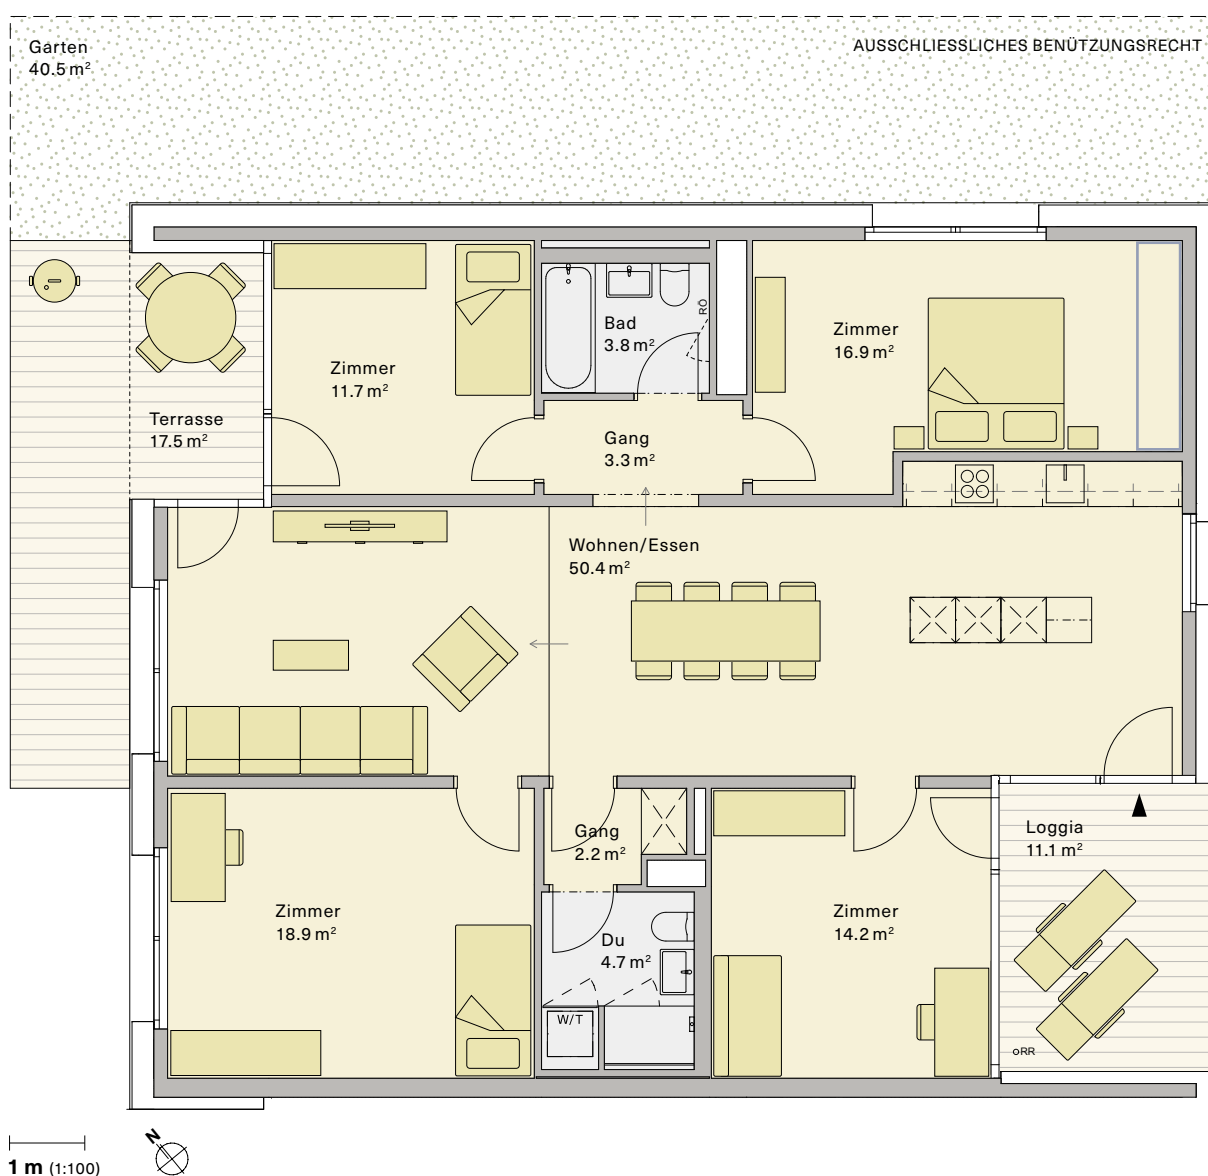 Garten
40.5 m²
AUSSCHLIESSLICHES BENÜTZUNGSRECHT
Bad
3.8 m²
RÖ
Zimmer
16.9 m²
Zimmer
11.7 m²
Terrasse
17.5 m²
Gang
3.3 m²
Wohnen/Essen
50.4 m²
Gang
2.2 m²
Loggia
11.1 m²
Zimmer
18.9 m²
Du
4.7 m²
Zimmer
14.2 m²
W/T
oRR
N
1 m (1:100)